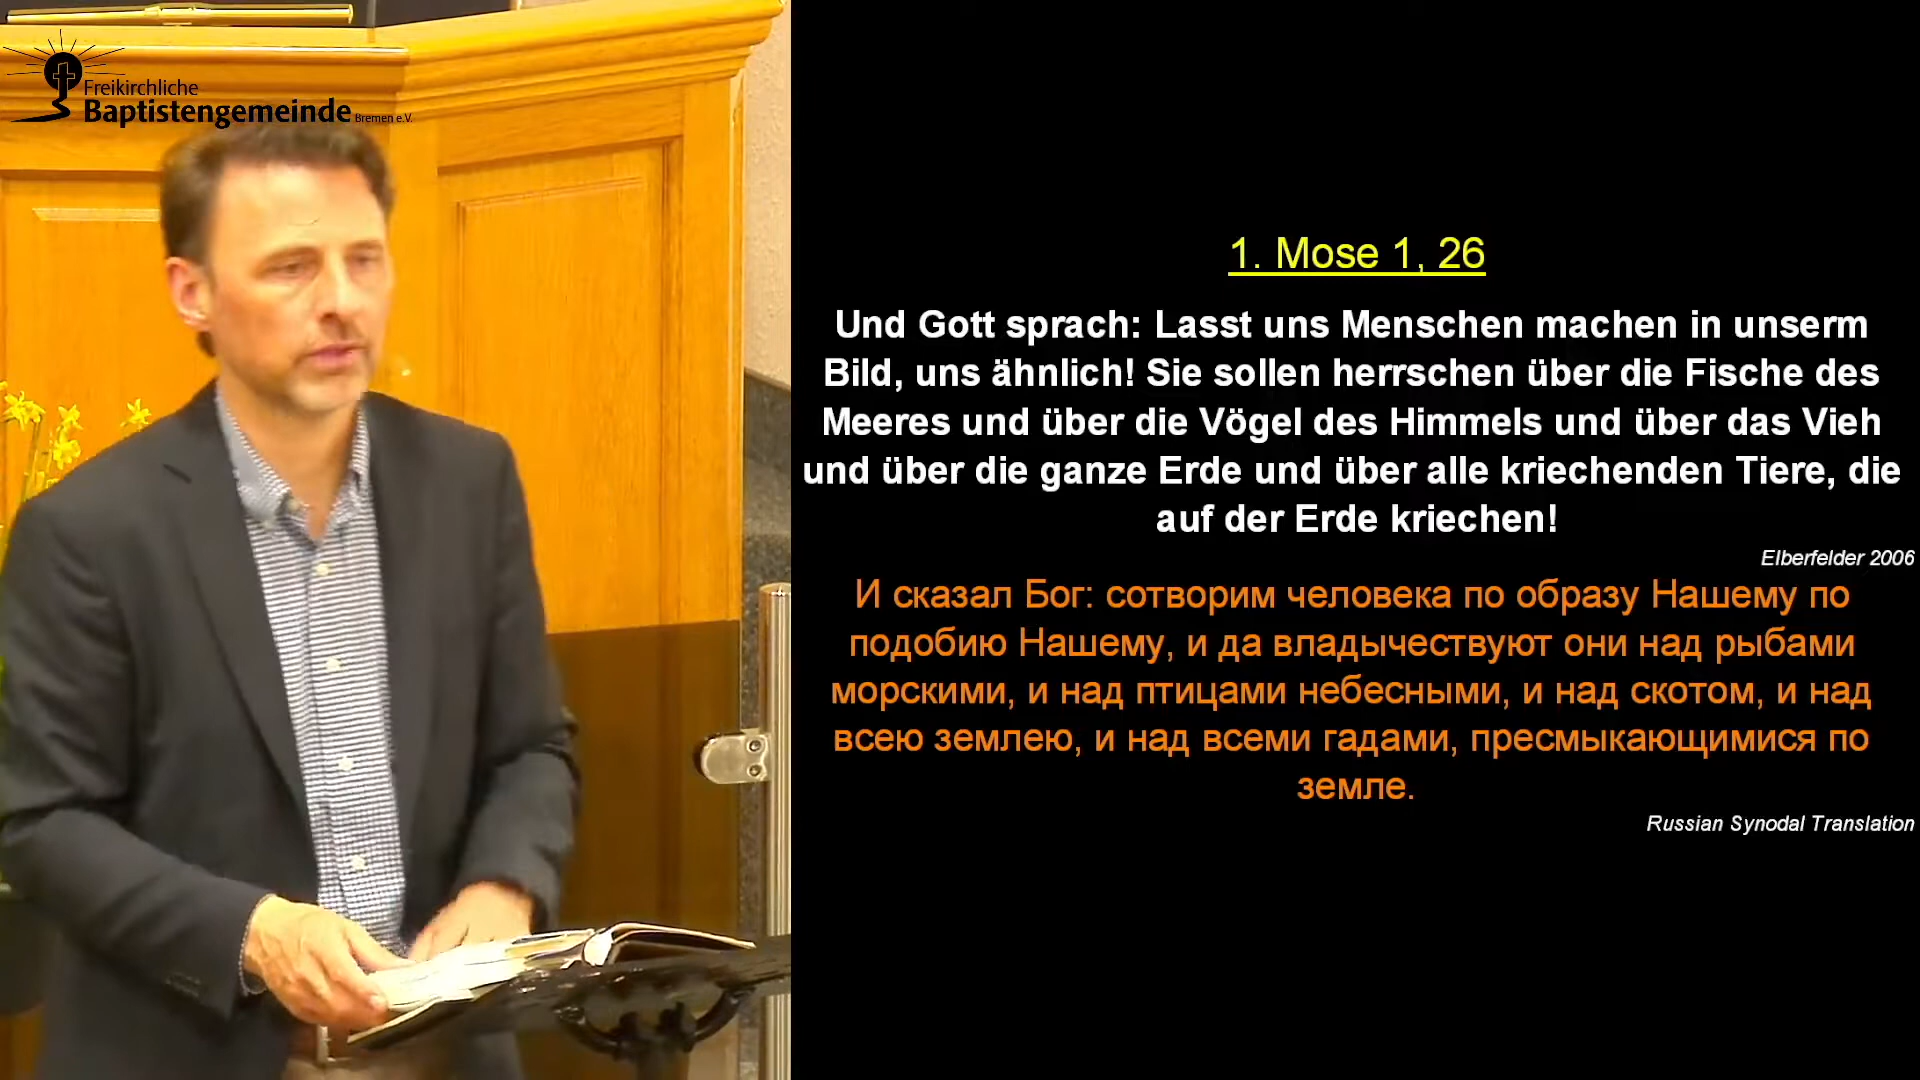 Freikirchliche
Baptistengemeinde Bremen e.V.
1. Mose 1, 26
Und Gott sprach: Lasst uns Menschen machen in unserm
Bild, uns ähnlich! Sie sollen herrschen über die Fische des
Meeres und über die Vögel des Himmels und über das Vieh
und über die ganze Erde und über alle kriechenden Tiere, die
auf der Erde kriechen!
Elberfelder 2006
И сказал Бог: сотворим человека по образу Нашему по
подобию Нашему, и да владычествуют они над рыбами
морскими, и над птицами небесными, и над скотом, и над
всею землею, и над всеми гадами, пресмыкающимися по
земле.
Russian Synodal Translation